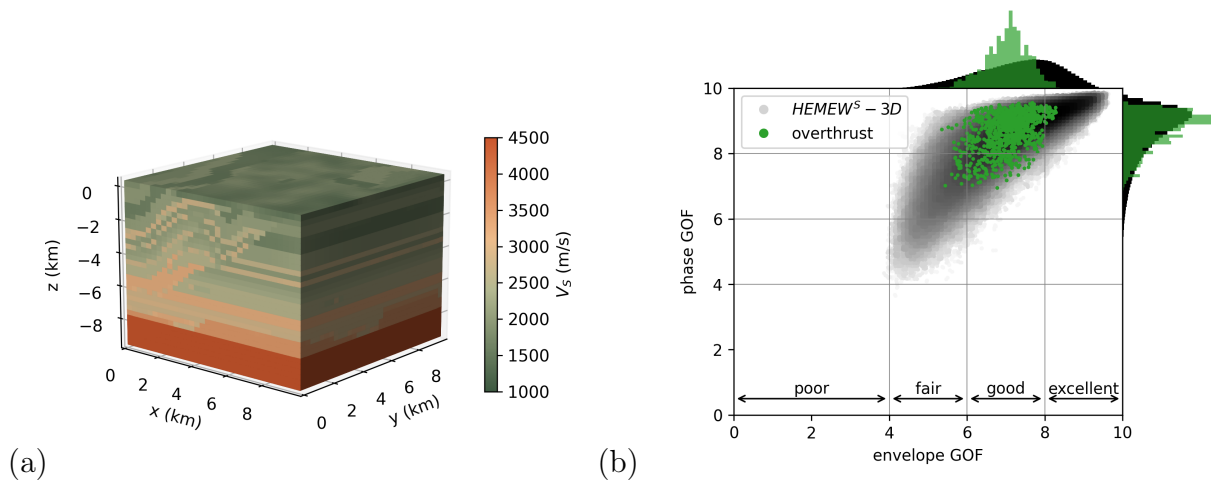 0
−2
−4
−6
−8
z (km)
0
2
4
6
8
x (km)
0
2
4
6
8
y (km)
4500
4000
3500
3000
2500
2000
1500
1000
V_S (m/s)
(a)
10
8
6
4
2
0
phase GOF
HEMEW^S − 3D
overthrust
poor fair good excellent
0 2 4 6 8 10
envelope GOF
(b)